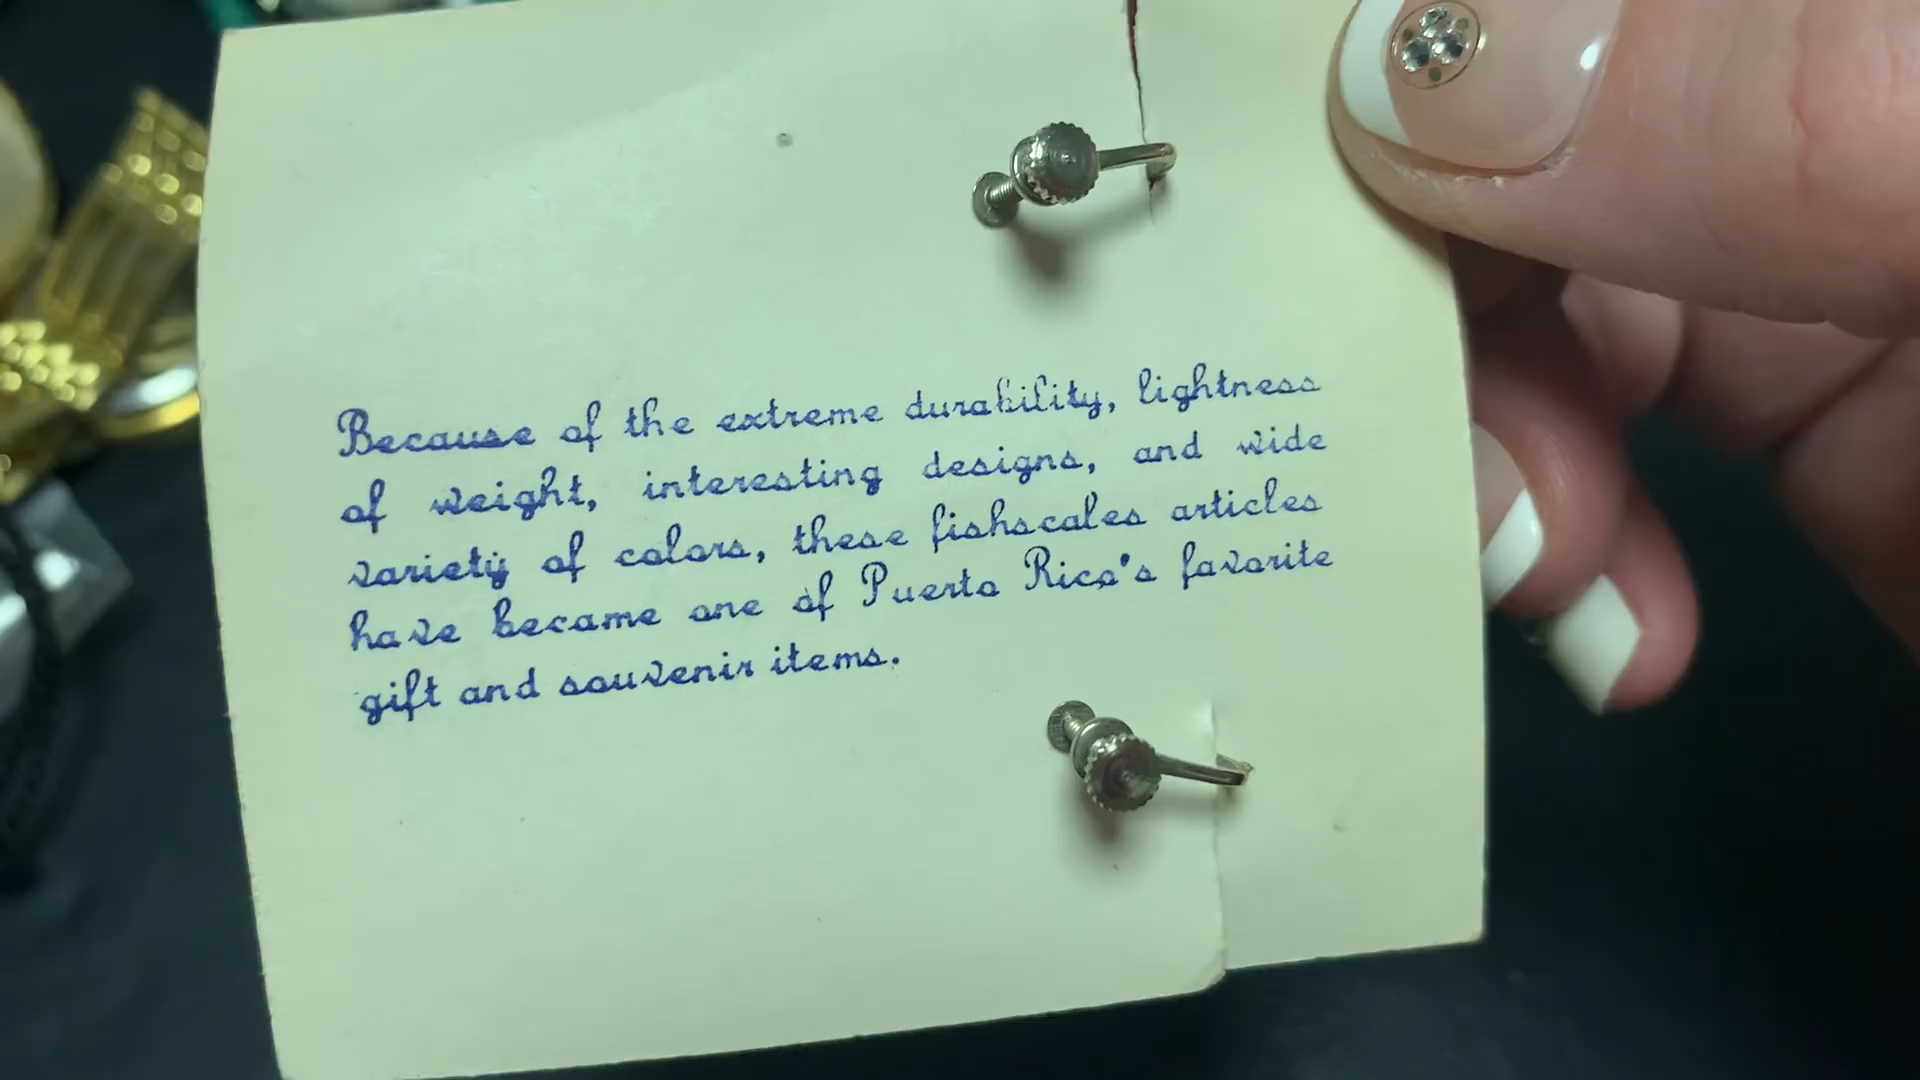 Because of the extreme durability, lightness
of weight, interesting designs, and wide
variety of colors, these fishscales articles
have became one of Puerto Rico's favorite
gift and souvenir items.